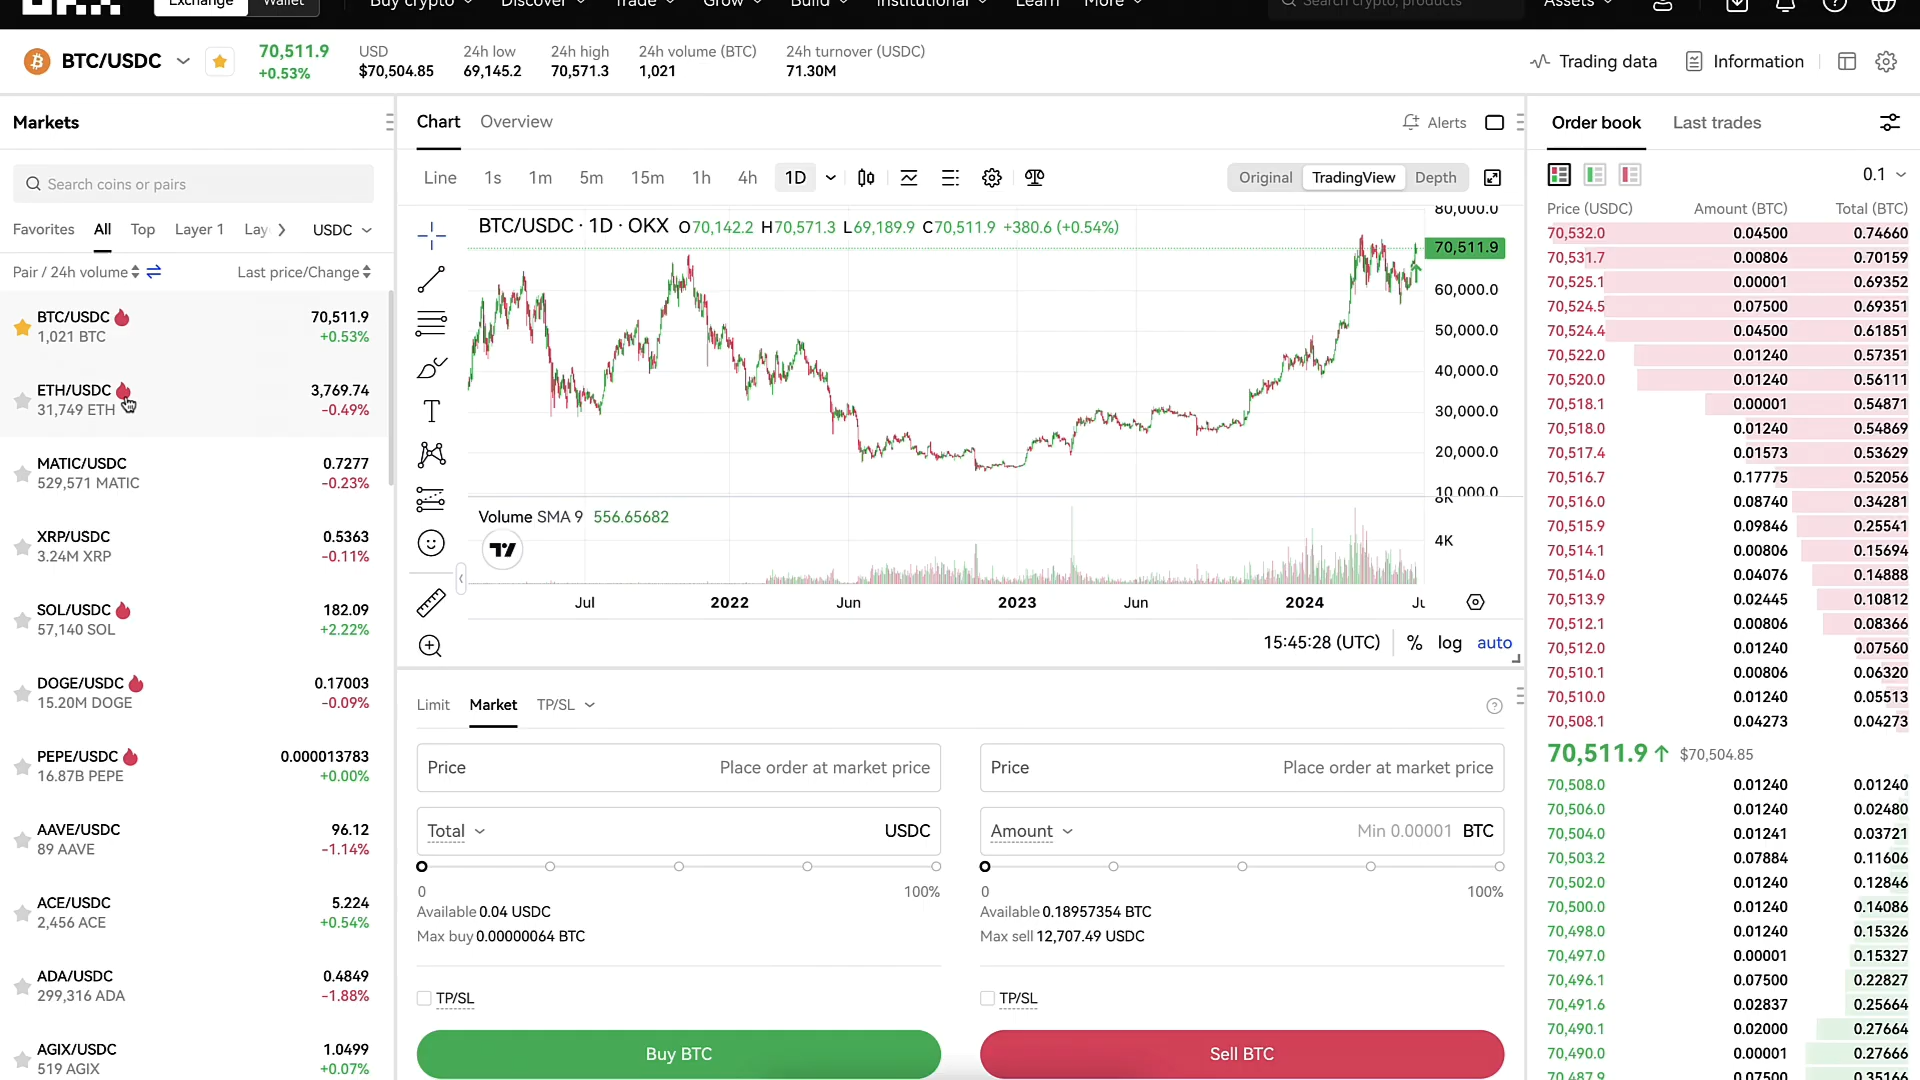 Exchange Wallet Buy crypto Discover Trade Grow Build Institutional Learn More Search crypto, products Assets
BTC/USDC
70,511.9
+0.53%
USD
$70,504.85
24h low
69,145.2
24h high
70,571.3
24h volume (BTC)
1,021
24h turnover (USDC)
71.30M
Trading data
Information
Markets
Search coins or pairs
Favorites All Top Layer 1 Lay USDC
Pair / 24h volume Last price/Change
BTC/USDC 70,511.9
1,021 BTC +0.53%
ETH/USDC 3,769.74
31,749 ETH -0.49%
MATIC/USDC 0.7277
529,571 MATIC -0.23%
XRP/USDC 0.5363
3.24M XRP -0.11%
SOL/USDC 182.09
57,140 SOL +2.22%
DOGE/USDC 0.17003
15.20M DOGE -0.09%
PEPE/USDC 0.000013783
16.87B PEPE +0.00%
AAVE/USDC 96.12
89 AAVE -1.14%
ACE/USDC 5.224
2,456 ACE +0.54%
ADA/USDC 0.4849
299,316 ADA -1.88%
AGIX/USDC 1.0499
519 AGIX +0.07%
Chart Overview Alerts
Line 1s 1m 5m 15m 1h 4h 1D Original TradingView Depth
BTC/USDC · 1D · OKX O70,142.2 H70,571.3 L69,189.9 C70,511.9 +380.6 (+0.54%)
80,000.0
70,511.9
60,000.0
50,000.0
40,000.0
30,000.0
20,000.0
10,000.0
8K
Volume SMA 9 556.65682
4K
Jul 2022 Jun 2023 Jun 2024 Ju
15:45:28 (UTC) % log auto
Limit Market TP/SL
Price Place order at market price
Total USDC
0 100%
Available 0.04 USDC
Max buy 0.00000064 BTC
TP/SL
Buy BTC
Price Place order at market price
Amount Min 0.00001 BTC
0 100%
Available 0.18957354 BTC
Max sell 12,707.49 USDC
TP/SL
Sell BTC
Order book Last trades
0.1
Price (USDC) Amount (BTC) Total (BTC)
70,532.0 0.04500 0.74660
70,531.7 0.00806 0.70159
70,525.1 0.00001 0.69352
70,524.5 0.07500 0.69351
70,524.4 0.04500 0.61851
70,522.0 0.01240 0.57351
70,520.0 0.01240 0.56111
70,518.1 0.00001 0.54871
70,518.0 0.01240 0.54869
70,517.4 0.01573 0.53629
70,516.7 0.17775 0.52056
70,516.0 0.08740 0.34281
70,515.9 0.09846 0.25541
70,514.1 0.00806 0.15694
70,514.0 0.04076 0.14888
70,513.9 0.02445 0.10812
70,512.1 0.00806 0.08366
70,512.0 0.01240 0.07560
70,510.1 0.00806 0.06320
70,510.0 0.01240 0.05513
70,508.1 0.04273 0.04273
70,511.9 $70,504.85
70,508.0 0.01240 0.01240
70,506.0 0.01240 0.02480
70,504.0 0.01241 0.03721
70,503.2 0.07884 0.11606
70,502.0 0.01240 0.12846
70,500.0 0.01240 0.14086
70,498.0 0.01240 0.15326
70,497.0 0.00001 0.15327
70,496.1 0.07500 0.22827
70,491.6 0.02837 0.25664
70,490.1 0.02000 0.27664
70,490.0 0.00001 0.27666
70,487.9 0.07500 0.35166